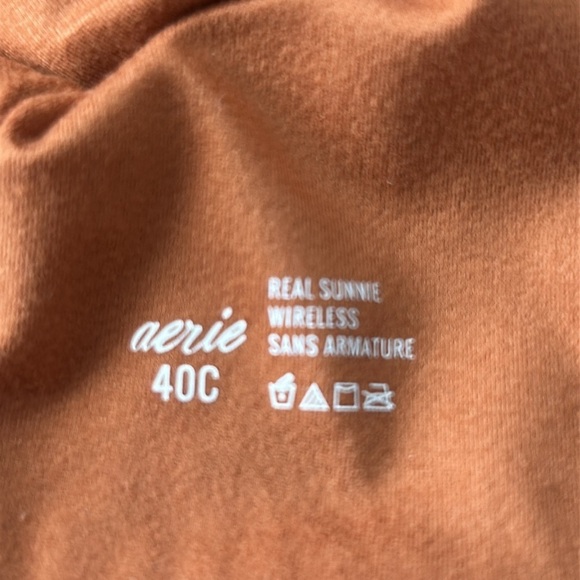 aerie
40C
REAL SUNNIE
WIRELESS
SANS ARMATURE